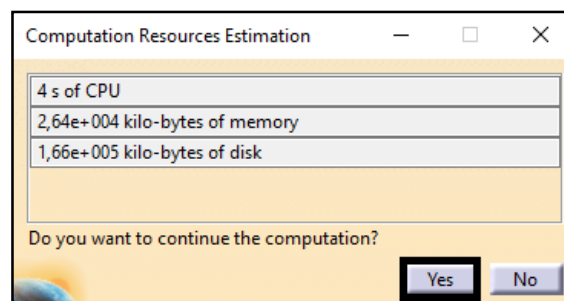 Computation Resources Estimation
4 s of CPU
2,64e+004 kilo-bytes of memory
1,66e+005 kilo-bytes of disk
Do you want to continue the computation?
Yes No